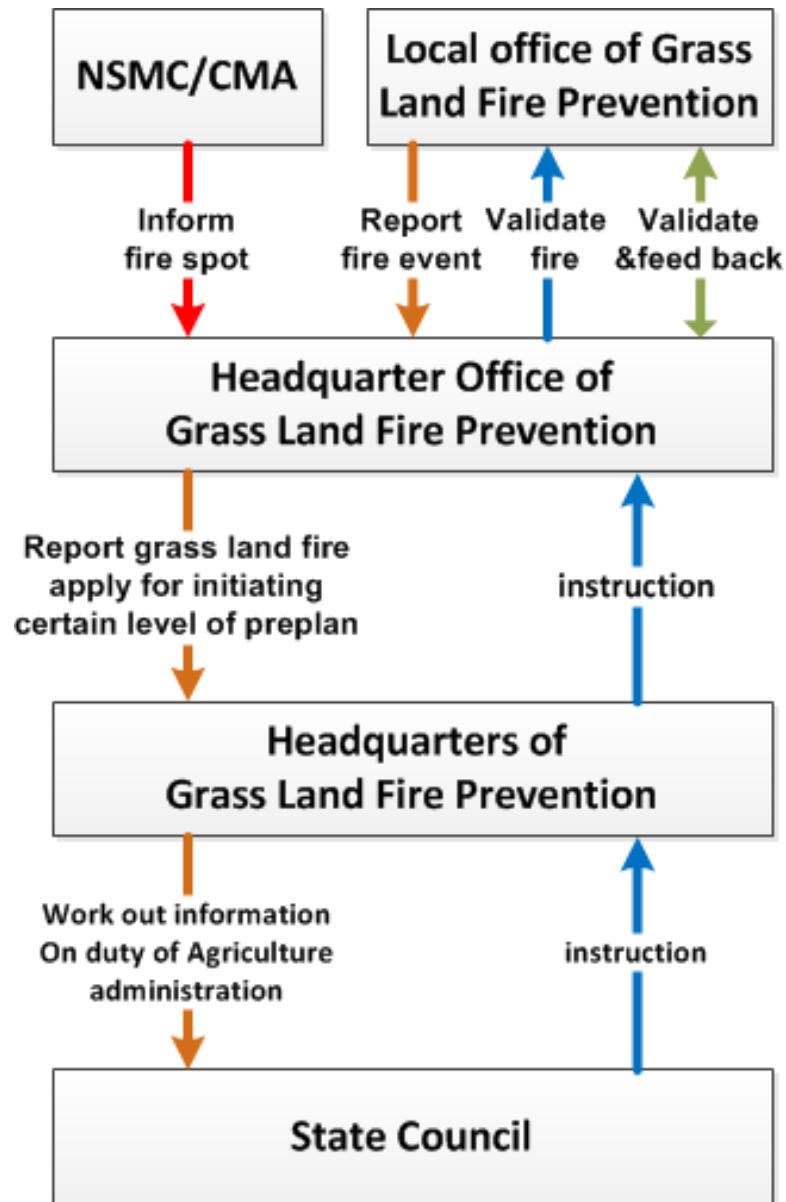 NSMC/CMA
Local office of Grass
Land Fire Prevention
Inform
fire spot
Report
fire event
Validate
fire
Validate
&feed back
Headquarter Office of
Grass Land Fire Prevention
Report grass land fire
apply for initiating
certain level of preplan
instruction
Headquarters of
Grass Land Fire Prevention
Work out information
On duty of Agriculture
administration
instruction
State Council